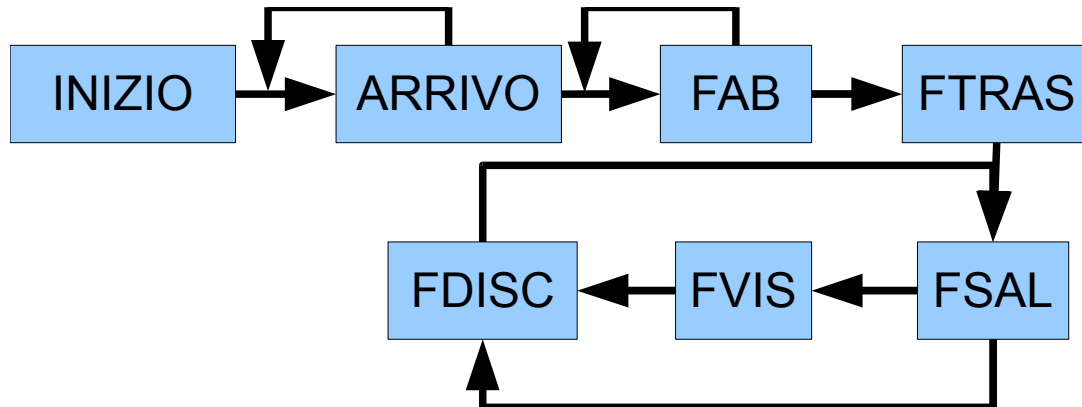 INIZIO
ARRIVO
FAB
FTRAS
FDISC
FVIS
FSAL